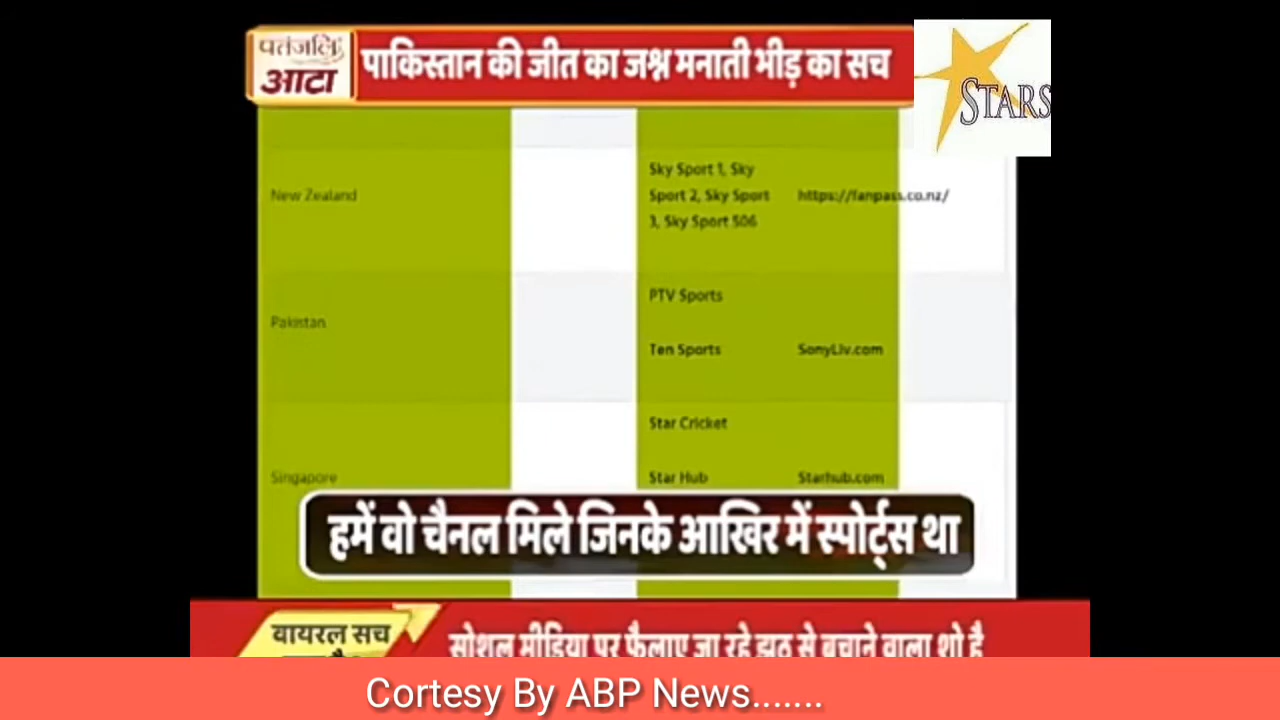 पतंजलि
आटा
पाकिस्तान की जीत का जश्न मनाती भीड़ का सच
STARS
New Zealand
Sky Sport 1, Sky
Sport 2, Sky Sport
3, Sky Sport 506
https://fanpass.co.nz/
Pakistan
PTV Sports
Ten Sports
SonyLiv.com
Star Cricket
Singapore
Star Hub
Starhub.com
हमें वो चैनल मिले जिनके आखिर में स्पोर्ट्स था
वायरल सच
सोशल मीडिया पर फैलाए जा रहे झूठ से बचाने वाला शो है
Cortesy By ABP News.......